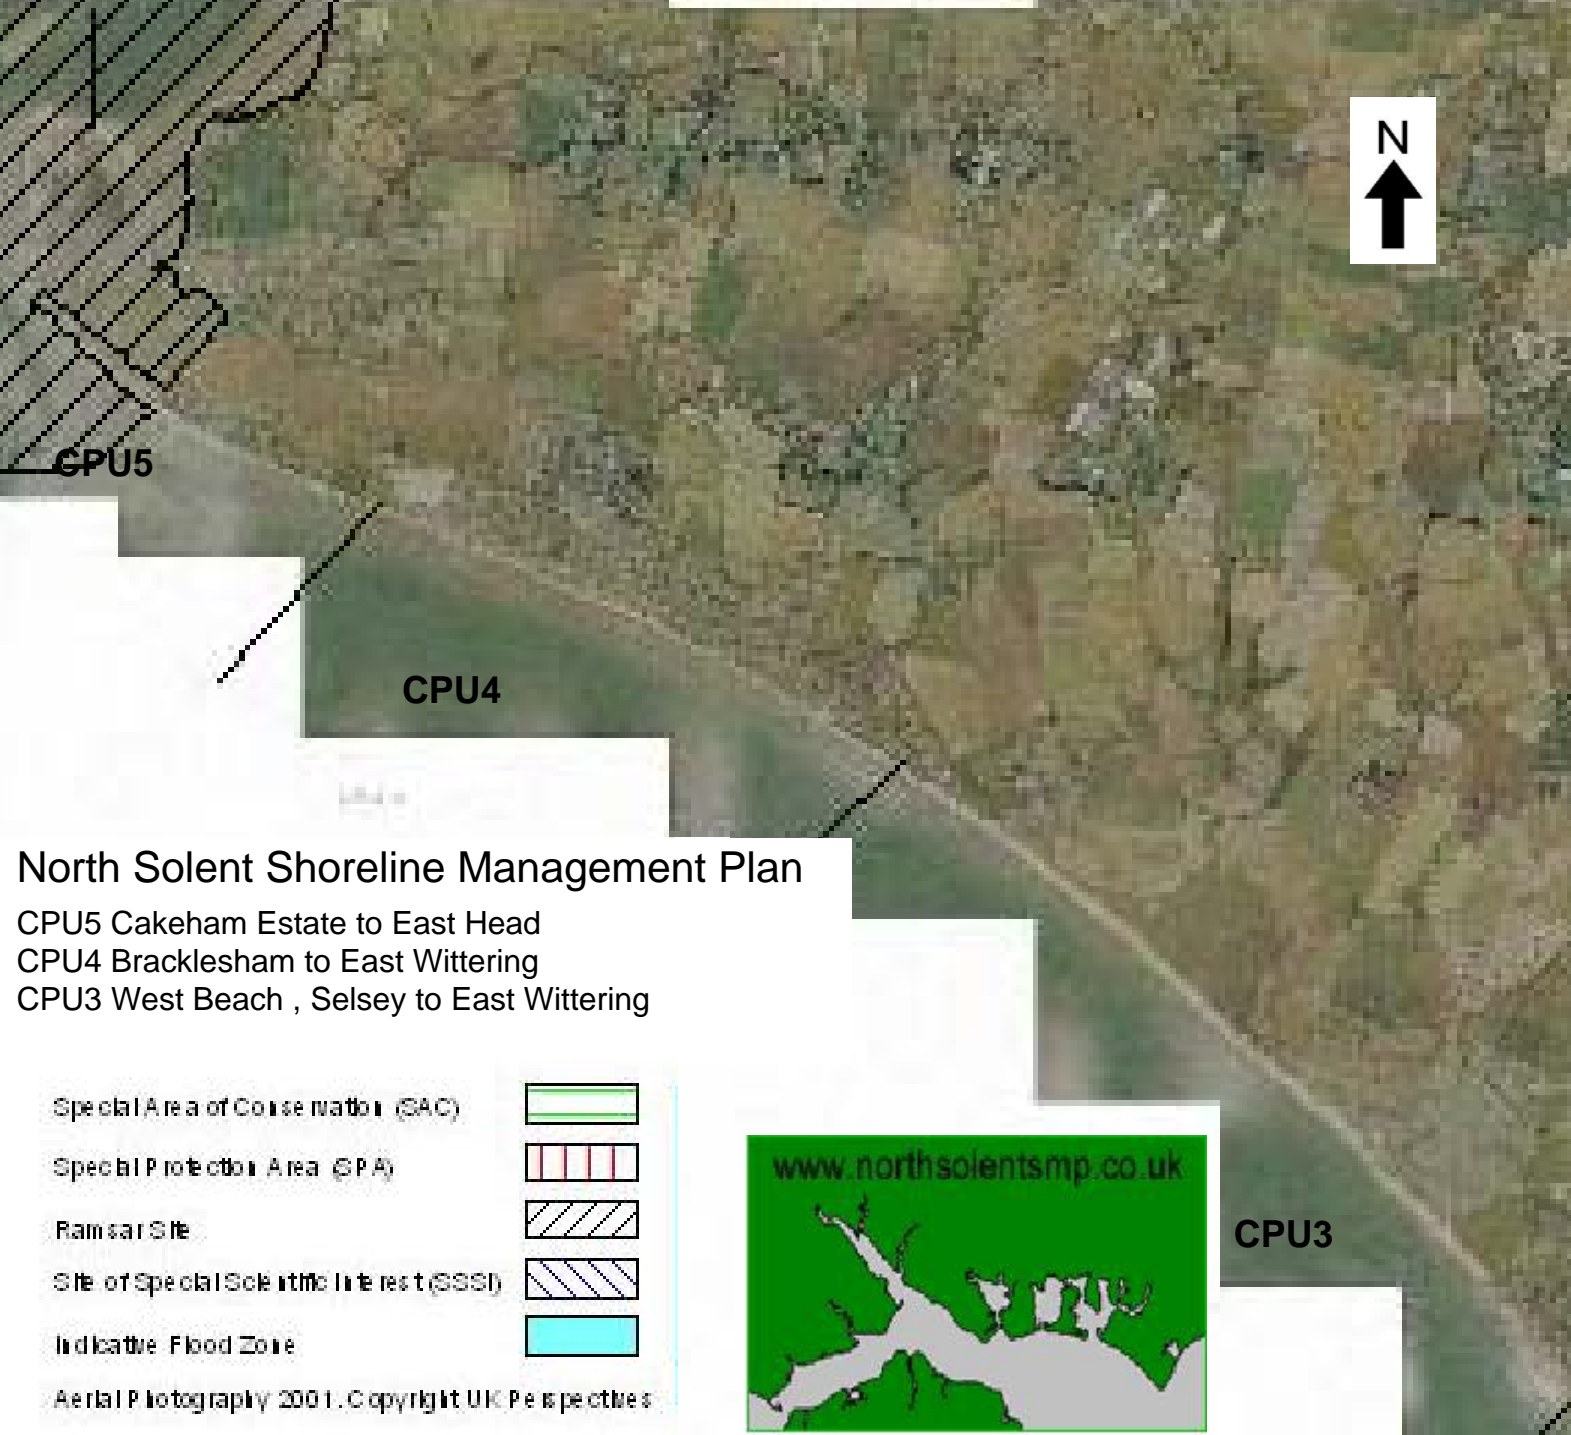 N
CPU5
CPU4
North Solent Shoreline Management Plan
CPU5 Cakeham Estate to East Head
CPU4 Bracklesham to East Wittering
CPU3 West Beach , Selsey to East Wittering
Special Area of Conservation (SAC)
Special Protection Area (SPA)
Ramsar Site
Site of Special Scientific Interest (SSSI)
Indicative Flood Zone
Aerial Photography 2001. Copyright UK Perspectives
www.northsolentsmp.co.uk
CPU3